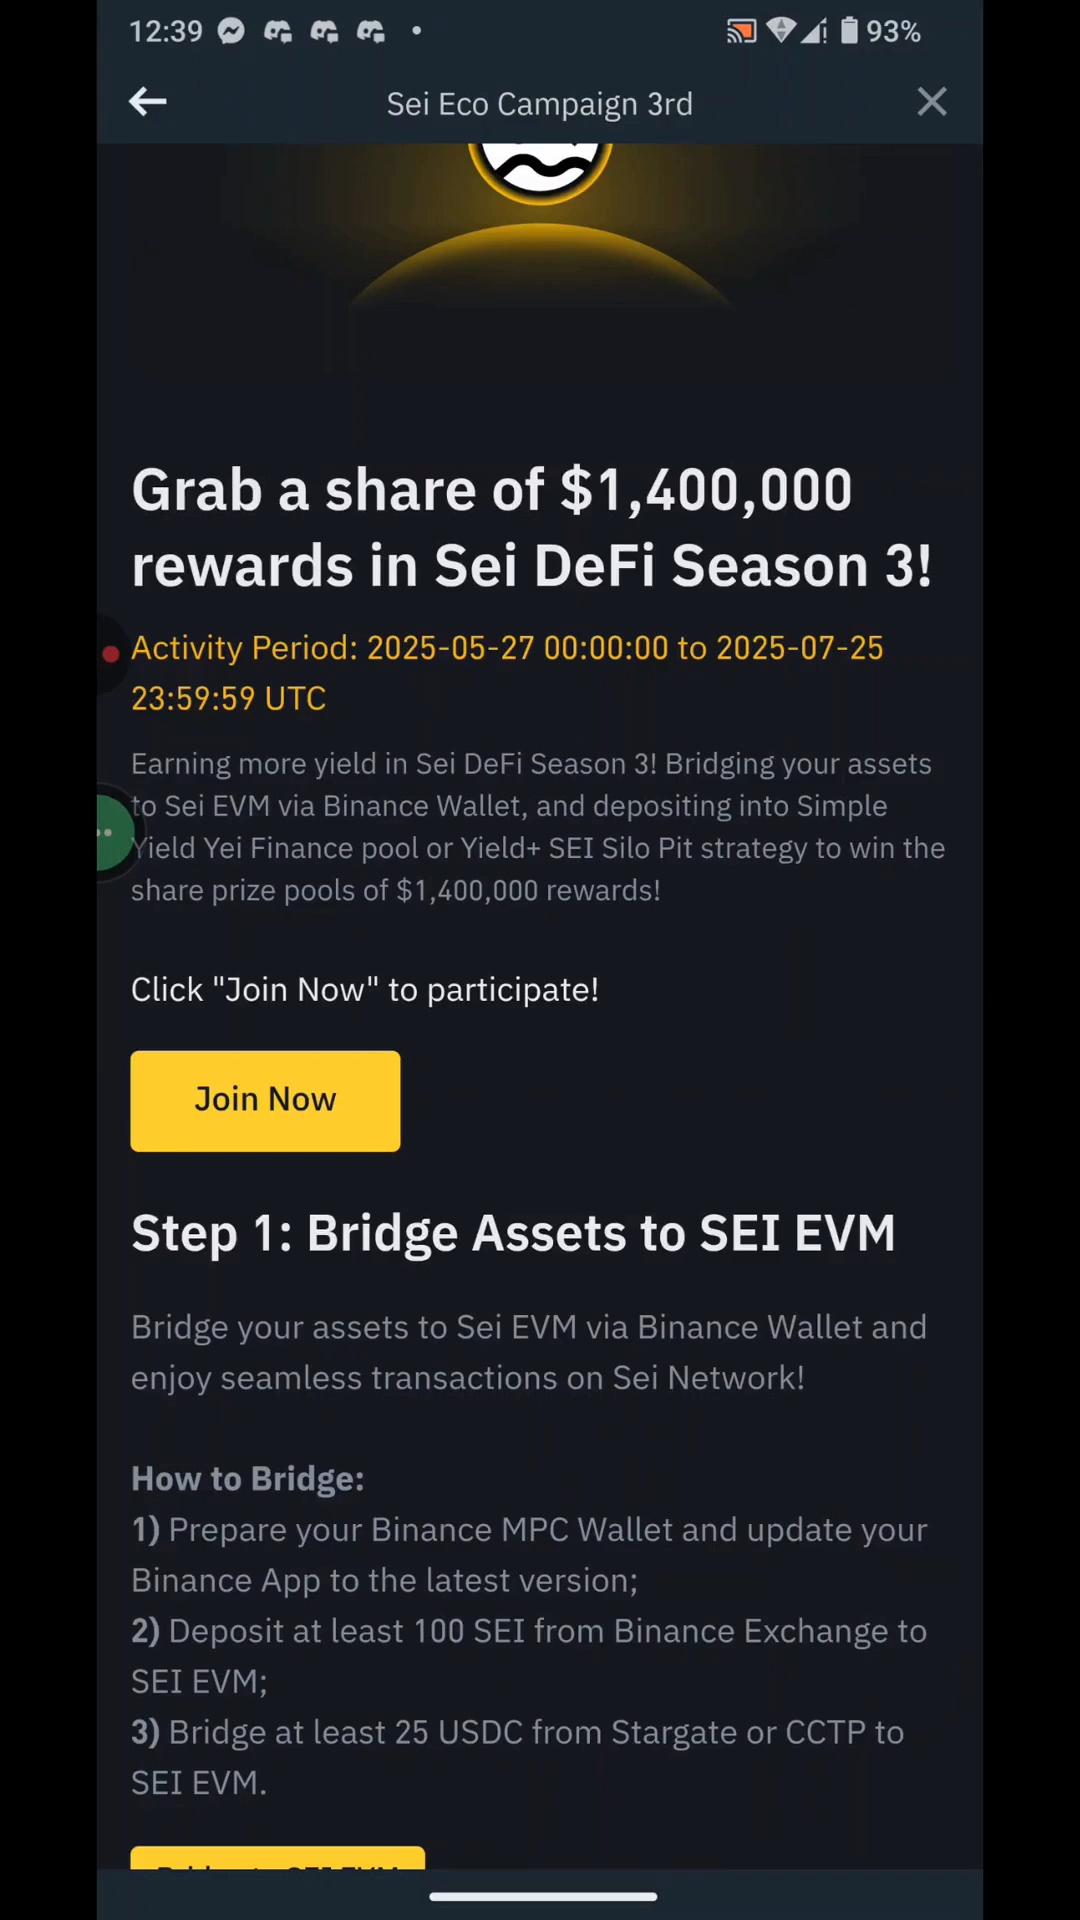 12:39
93%
Sei Eco Campaign 3rd
Grab a share of $1,400,000
rewards in Sei DeFi Season 3!
Activity Period: 2025-05-27 00:00:00 to 2025-07-25
23:59:59 UTC
Earning more yield in Sei DeFi Season 3! Bridging your assets
to Sei EVM via Binance Wallet, and depositing into Simple
Yield Yei Finance pool or Yield+ SEI Silo Pit strategy to win the
share prize pools of $1,400,000 rewards!
Click "Join Now" to participate!
Join Now
Step 1: Bridge Assets to SEI EVM
Bridge your assets to Sei EVM via Binance Wallet and
enjoy seamless transactions on Sei Network!
How to Bridge:
1) Prepare your Binance MPC Wallet and update your
Binance App to the latest version;
2) Deposit at least 100 SEI from Binance Exchange to
SEI EVM;
3) Bridge at least 25 USDC from Stargate or CCTP to
SEI EVM.